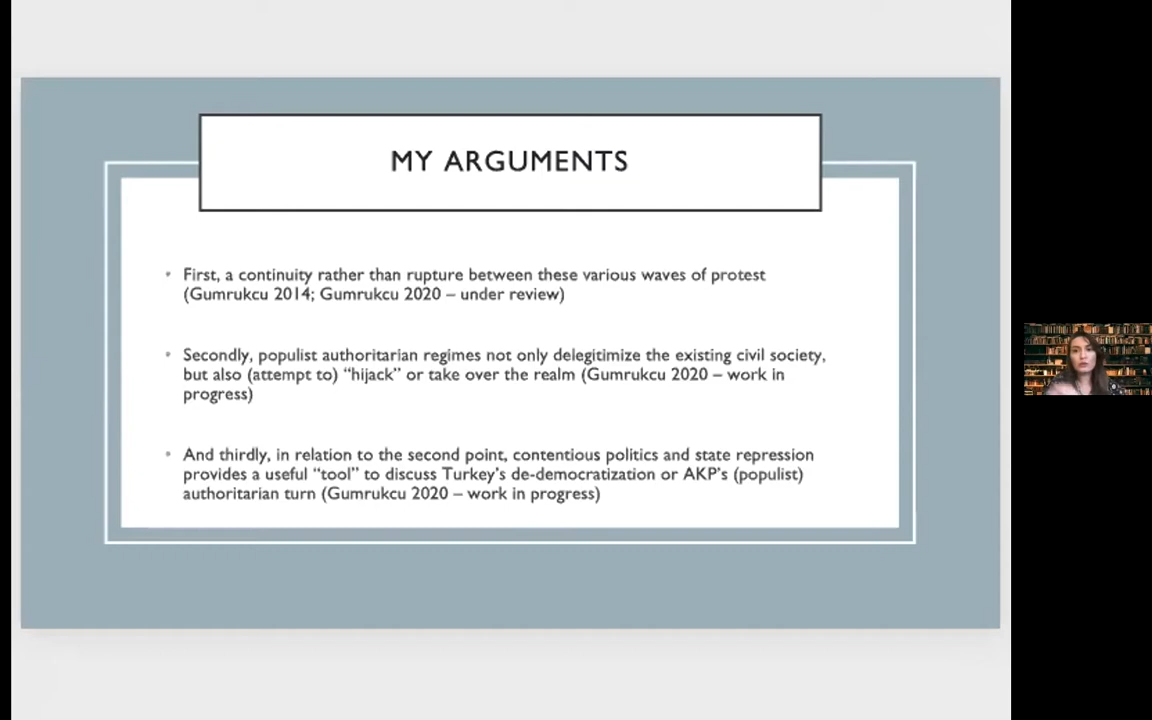 MY ARGUMENTS
• First, a continuity rather than rupture between these various waves of protest
(Gumrukcu 2014; Gumrukcu 2020 – under review)
• Secondly, populist authoritarian regimes not only delegitimize the existing civil society,
but also (attempt to) “hijack” or take over the realm (Gumrukcu 2020 – work in
progress)
• And thirdly, in relation to the second point, contentious politics and state repression
provides a useful “tool” to discuss Turkey’s de-democratization or AKP’s (populist)
authoritarian turn (Gumrukcu 2020 – work in progress)